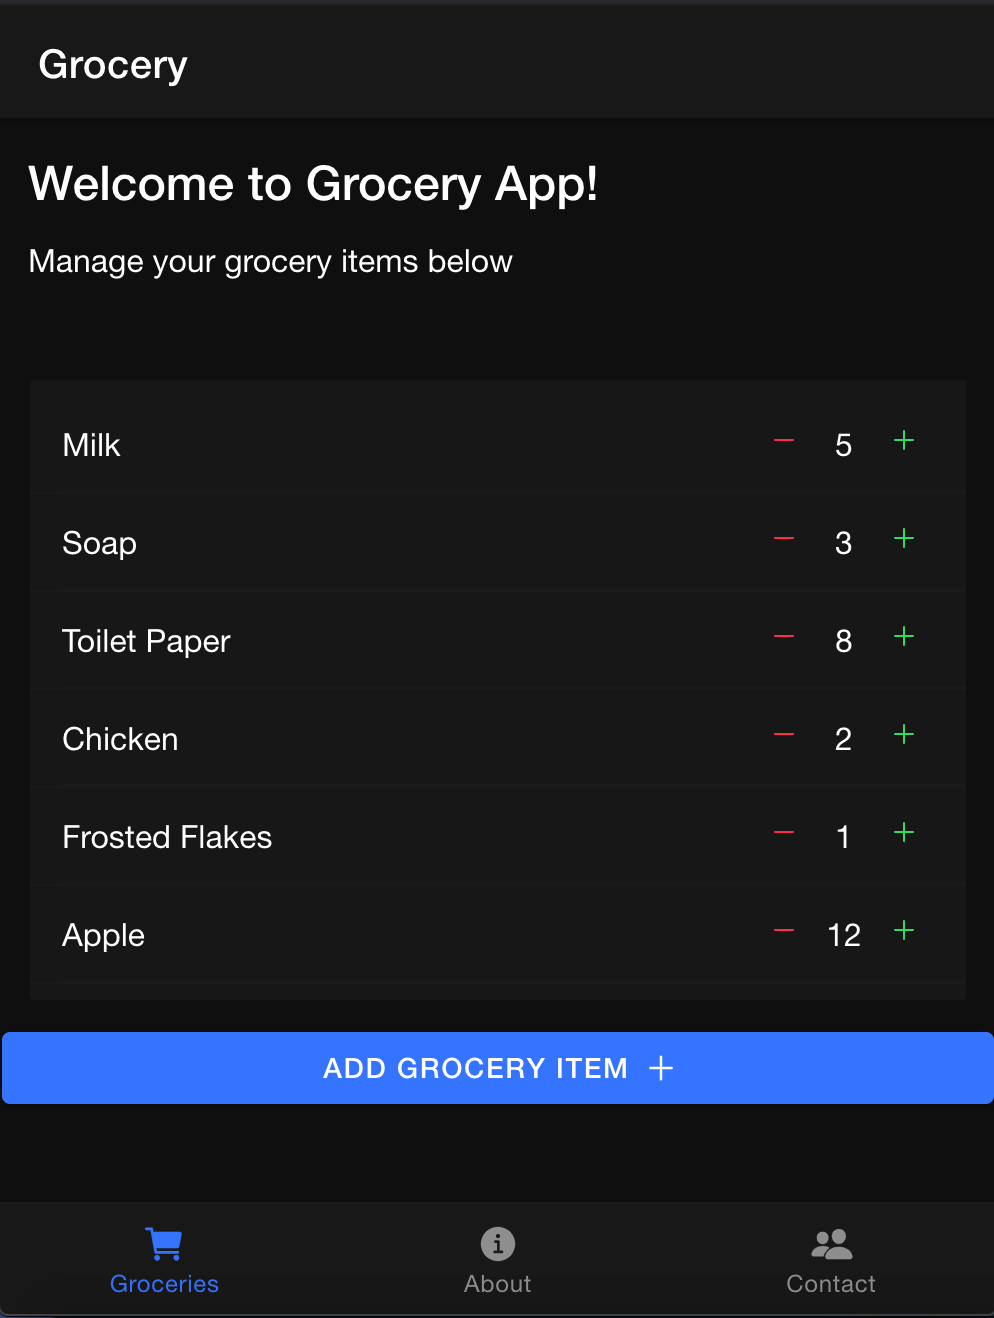 Grocery
Welcome to Grocery App!
Manage your grocery items below
Milk 5
Soap 3
Toilet Paper 8
Chicken 2
Frosted Flakes 1
Apple 12
ADD GROCERY ITEM
Groceries About Contact